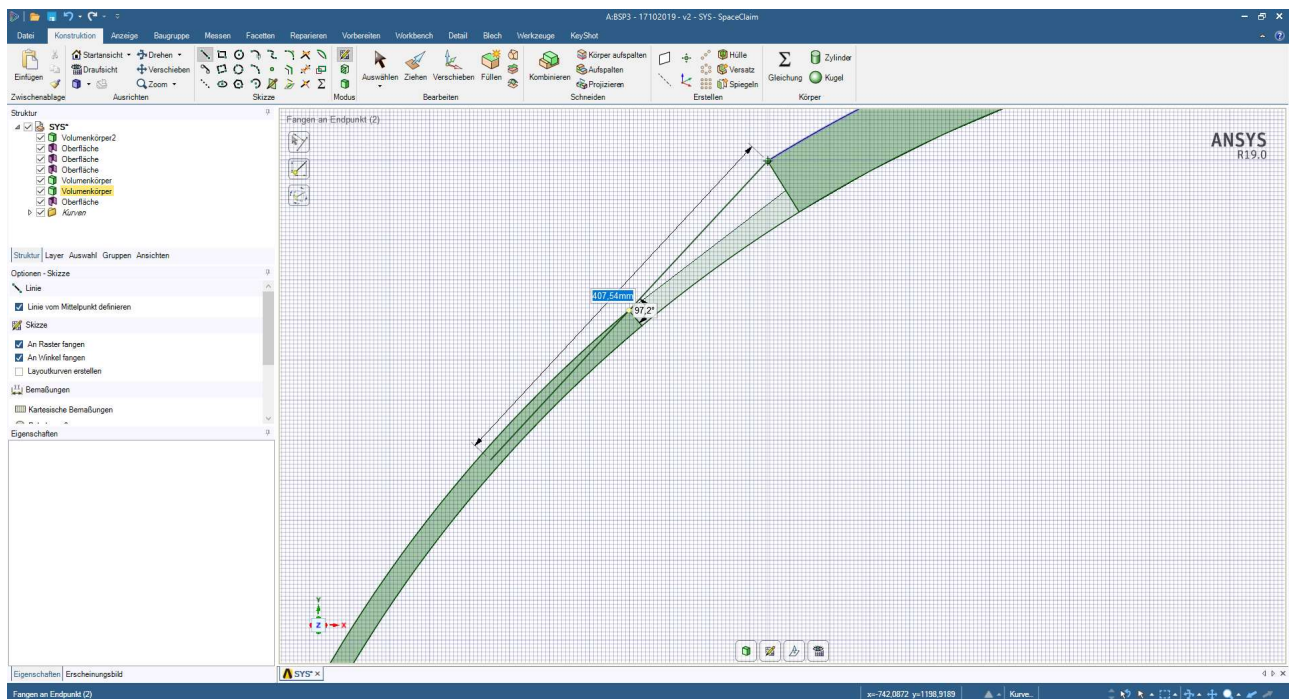 A:BSP3 - 17102019 - v2 - SYS - SpaceClaim
Datei Konstruktion Anzeige Baugruppe Messen Facetten Reparieren Vorbereiten Workbench Detail Blech Werkzeuge KeyShot
Einfügen
Startansicht Drehen
Draufsicht Verschieben
Zoom
Auswählen Ziehen Verschieben Füllen
Kombinieren
Körper aufspalten
Aufspalten
Projizieren
Hülle
Versatz
Spiegeln
Gleichung
Zylinder
Kugel
Zwischenablage Ausrichten Skizze Modus Bearbeiten Schneiden Erstellen Körper
Struktur
SYS*
Volumenkörper2
Oberfläche
Oberfläche
Oberfläche
Volumenkörper
Volumenkörper
Oberfläche
Kurven
Struktur Layer Auswahl Gruppen Ansichten
Optionen - Skizze
Linie
Linie vom Mittelpunkt definieren
Skizze
An Raster fangen
An Winkel fangen
Layoutkurven erstellen
Bemaßungen
Kartesische Bemaßungen
Eigenschaften
Eigenschaften Erscheinungsbild
Fangen an Endpunkt (2)
ANSYS
R19.0
407,54mm
97,2°
Y
Z X
SYS* ×
Fangen an Endpunkt (2)
x=-742,0872 y=1198,9189
Kurve...